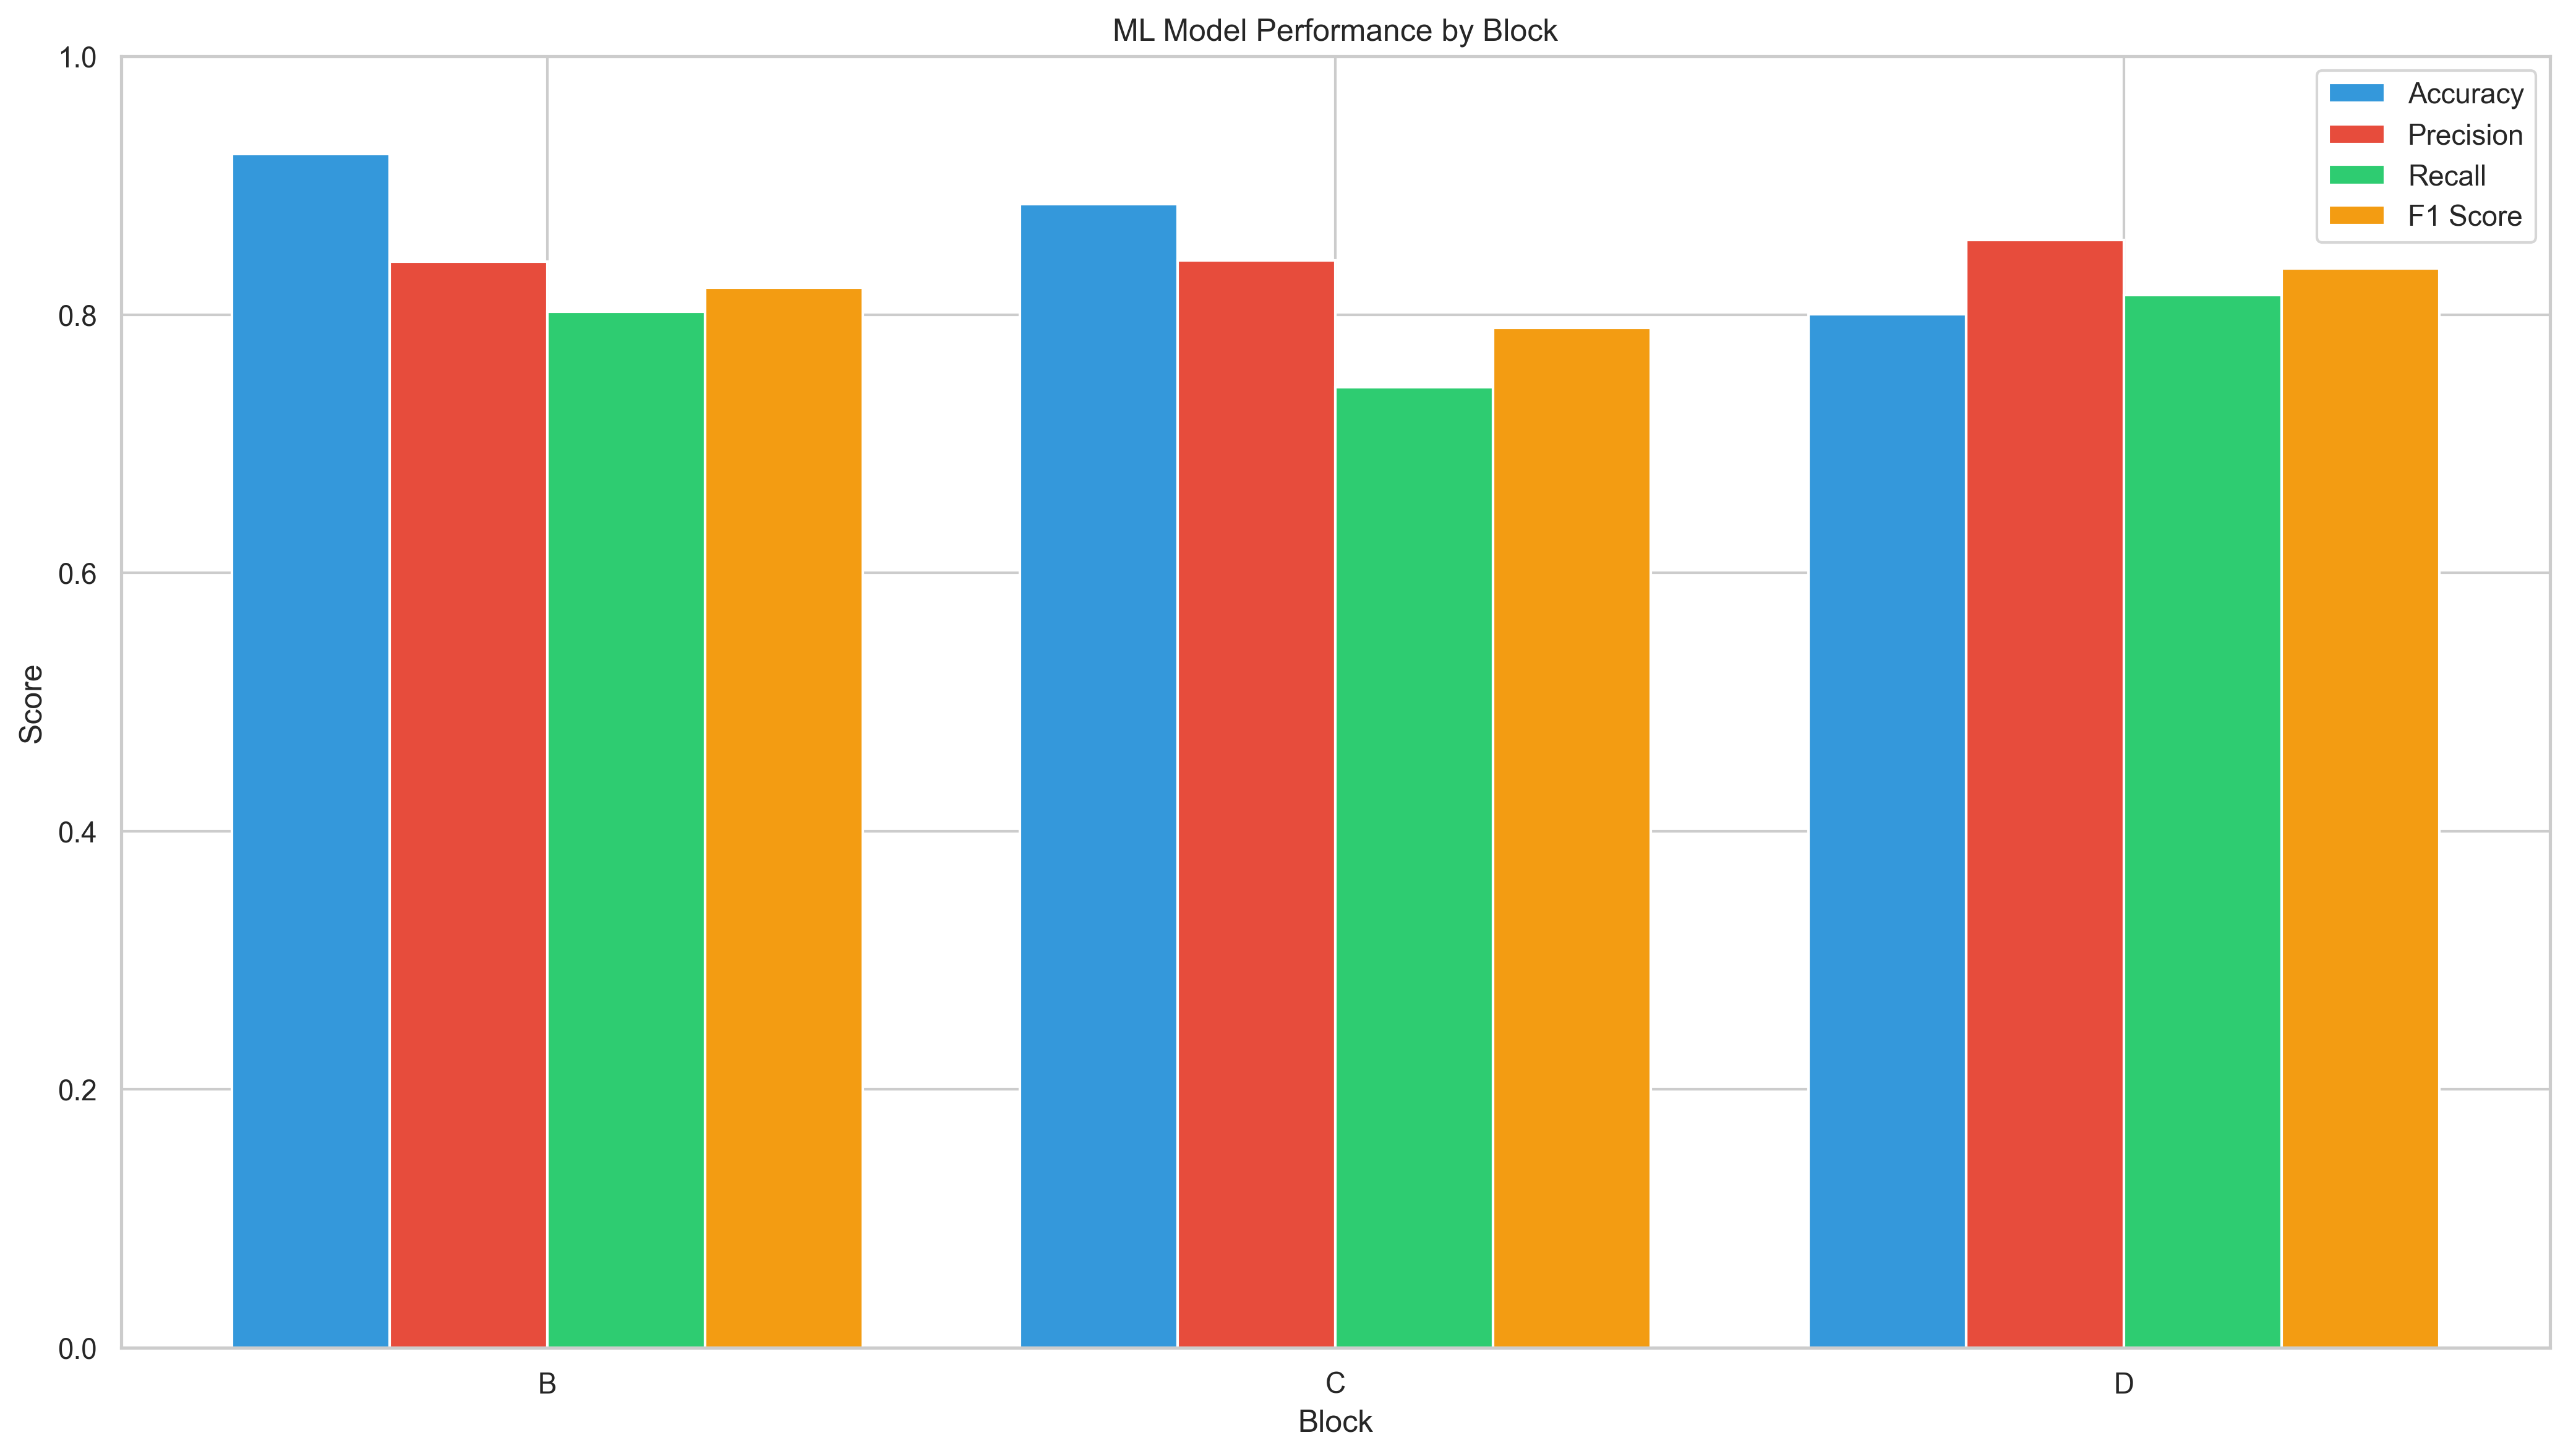 ML Model Performance by Block
1.0
0.8
0.6
0.4
0.2
0.0
Score
Accuracy
Precision
Recall
F1 Score
B
C
D
Block